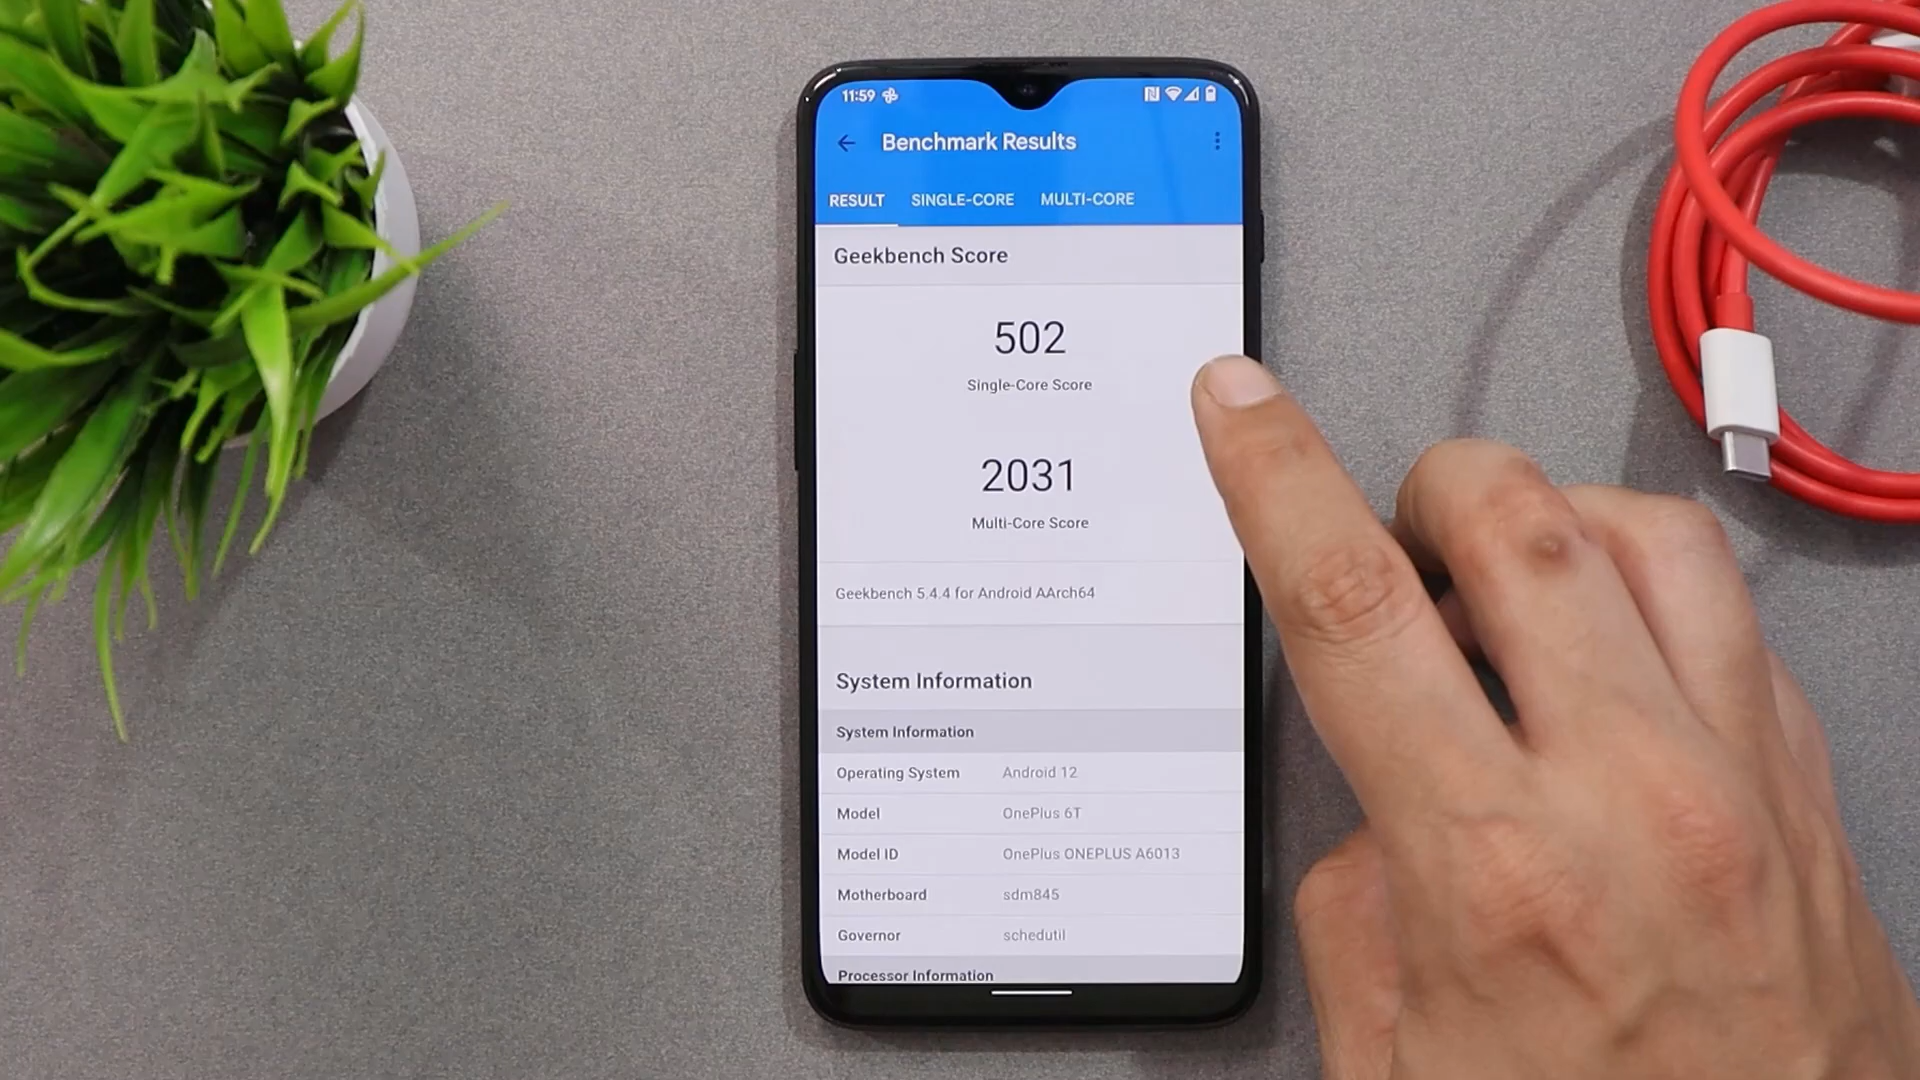 11:59
Benchmark Results
RESULT SINGLE-CORE MULTI-CORE
Geekbench Score
502
Single-Core Score
2031
Multi-Core Score
Geekbench 5.4.4 for Android AArch64
System Information
System Information
Operating System Android 12
Model OnePlus 6T
Model ID OnePlus ONEPLUS A6013
Motherboard sdm845
Governor schedutil
Processor Information